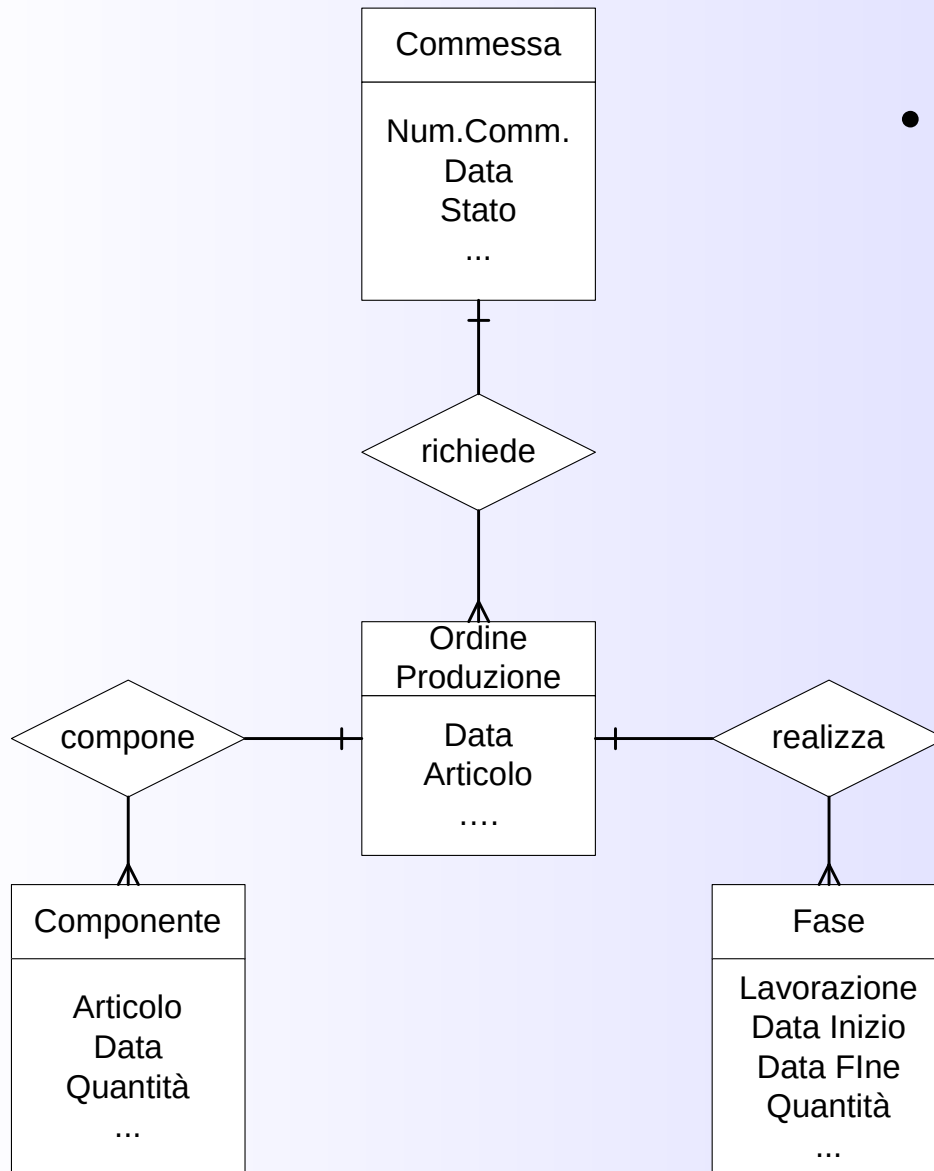 Commessa
Num.Comm.
Data
Stato
...
richiede
Ordine
Produzione
Data
Articolo
....
compone
realizza
Componente
Articolo
Data
Quantità
...
Fase
Lavorazione
Data Inizio
Data FIne
Quantità
...